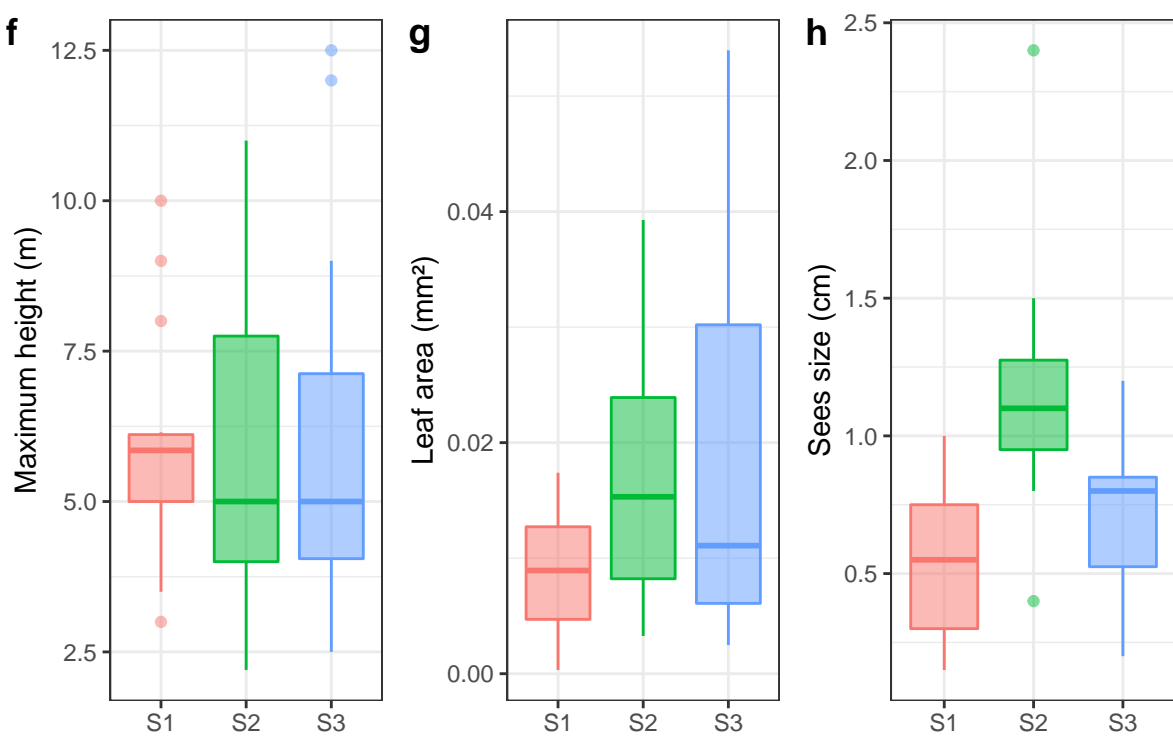 f
Maximum height (m)
12.5
10.0
7.5
5.0
2.5
S1 S2 S3
g
Leaf area (mm²)
0.04
0.02
0.00
S1 S2 S3
h
Sees size (cm)
2.5
2.0
1.5
1.0
0.5
S1 S2 S3